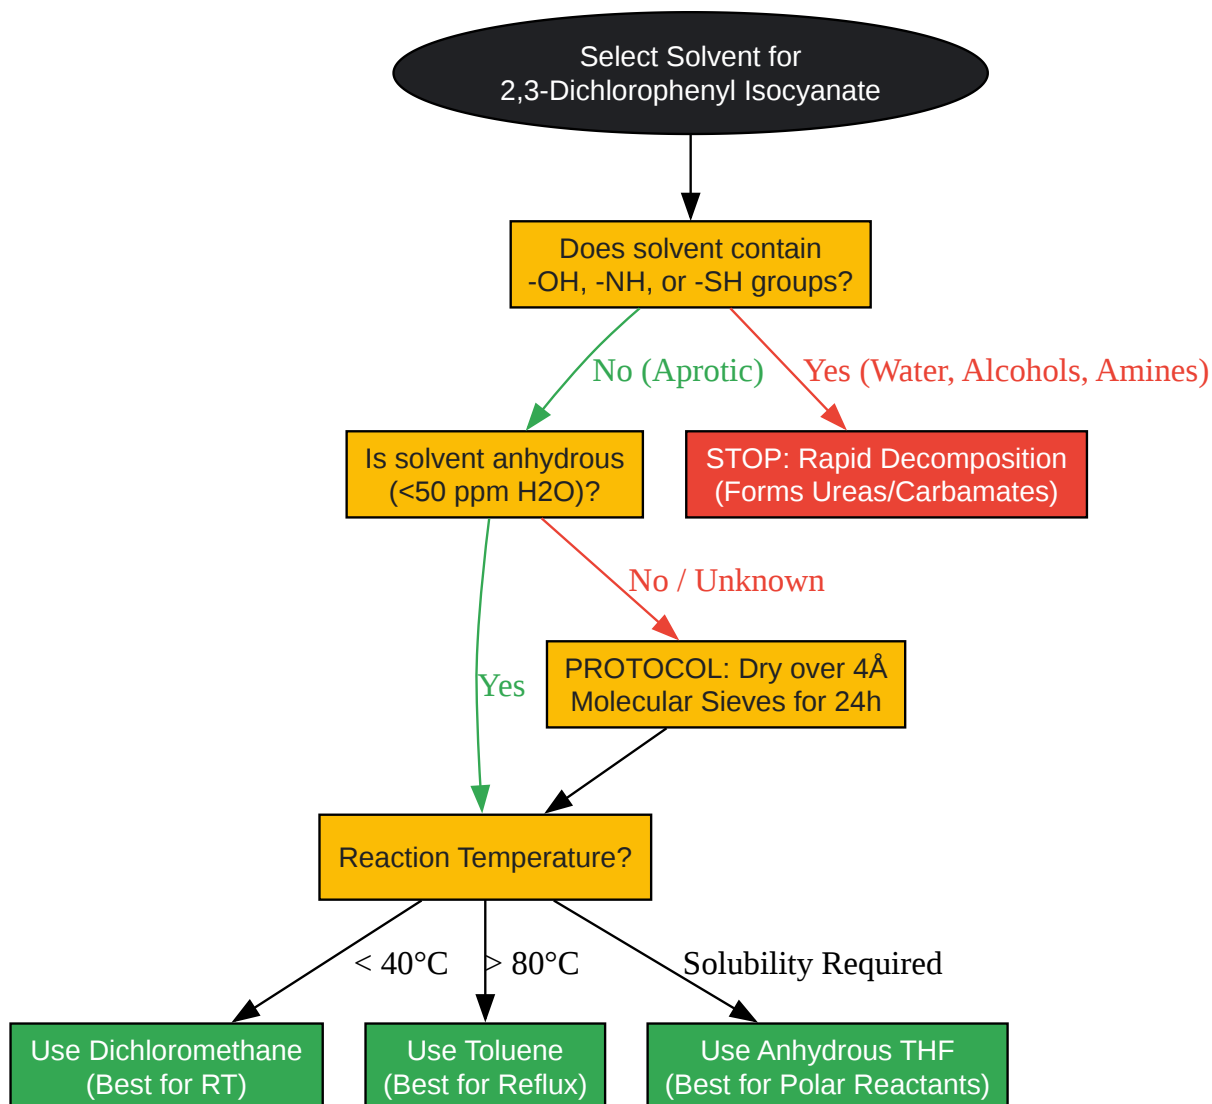 Select Solvent for
2,3-Dichlorophenyl Isocyanate
Does solvent contain
-OH, -NH, or -SH groups?
No (Aprotic)
Yes (Water, Alcohols, Amines)
Is solvent anhydrous
(<50 ppm H2O)?
STOP: Rapid Decomposition
(Forms Ureas/Carbamates)
No / Unknown
PROTOCOL: Dry over 4Å
Molecular Sieves for 24h
Yes
Reaction Temperature?
< 40°C
> 80°C
Solubility Required
Use Dichloromethane
(Best for RT)
Use Toluene
(Best for Reflux)
Use Anhydrous THF
(Best for Polar Reactants)